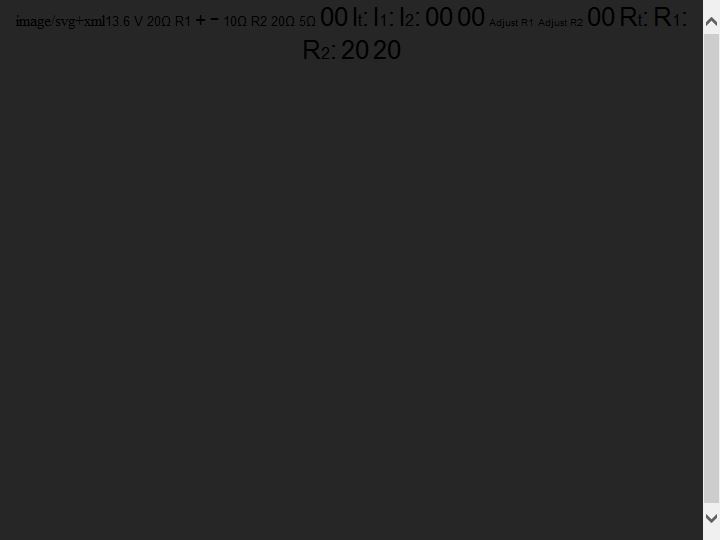 image/svg+xml13.6 V 20Ω R1 + − 10Ω R2 20Ω 5Ω 00 It: I1: I2: 00 00 Adjust R1 Adjust R2 00 Rt: R1:
R2: 20 20